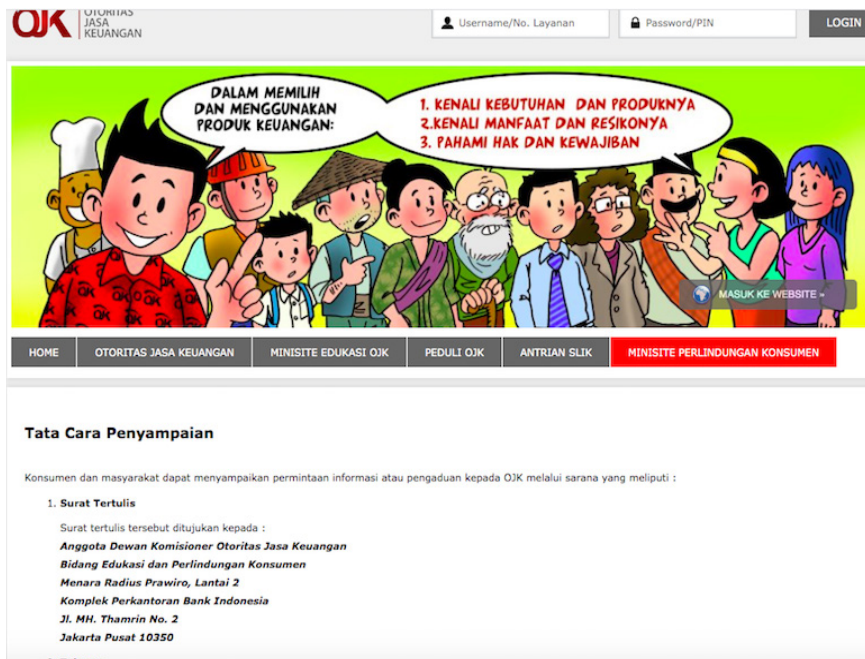 OJK
OTORITAS
JASA
KEUANGAN
Username/No. Layanan
Password/PIN
LOGIN
DALAM MEMILIH
DAN MENGGUNAKAN
PRODUK KEUANGAN:
1. KENALI KEBUTUHAN DAN PRODUKNYA
2.KENALI MANFAAT DAN RESIKONYA
3. PAHAMI HAK DAN KEWAJIBAN
MASUK KE WEBSITE »
HOME
OTORITAS JASA KEUANGAN
MINISITE EDUKASI OJK
PEDULI OJK
ANTRIAN SLIK
MINISITE PERLINDUNGAN KONSUMEN
Tata Cara Penyampaian
Konsumen dan masyarakat dapat menyampaikan permintaan informasi atau pengaduan kepada OJK melalui sarana yang meliputi :
1. Surat Tertulis
Surat tertulis tersebut ditujukan kepada :
Anggota Dewan Komisioner Otoritas Jasa Keuangan
Bidang Edukasi dan Perlindungan Konsumen
Menara Radius Prawiro, Lantai 2
Komplek Perkantoran Bank Indonesia
Jl. MH. Thamrin No. 2
Jakarta Pusat 10350